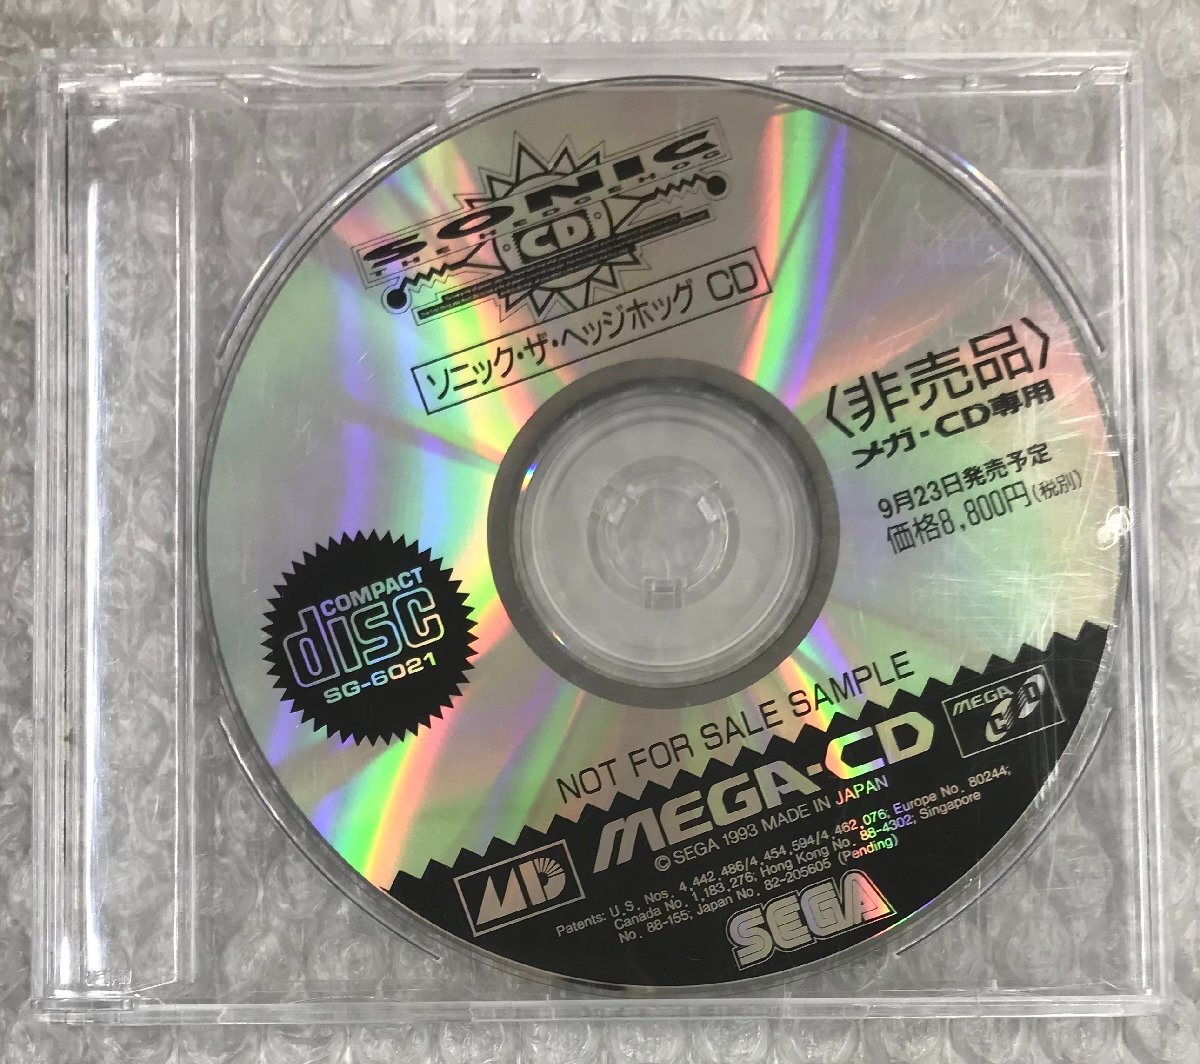 SONIC
THE HEDGEHOG
CD
ソニック・ザ・ヘッジホッグ CD
〈非売品〉
メガ-CD専用
9月23日発売予定
価格8,800円(税別)
COMPACT
disc
SG-6021
NOT FOR SALE SAMPLE
MEGA-CD
MEGA
CD
© SEGA 1993 MADE IN JAPAN
MD
Patents: U.S. Nos. 4,442,486/4,454,594/4,462,076; Europe No. 80244;
Canada No. 1,183,276; Hong Kong No. 88-4302; Singapore
No. 88-155; Japan No. 82-205605 (Pending)
SEGA